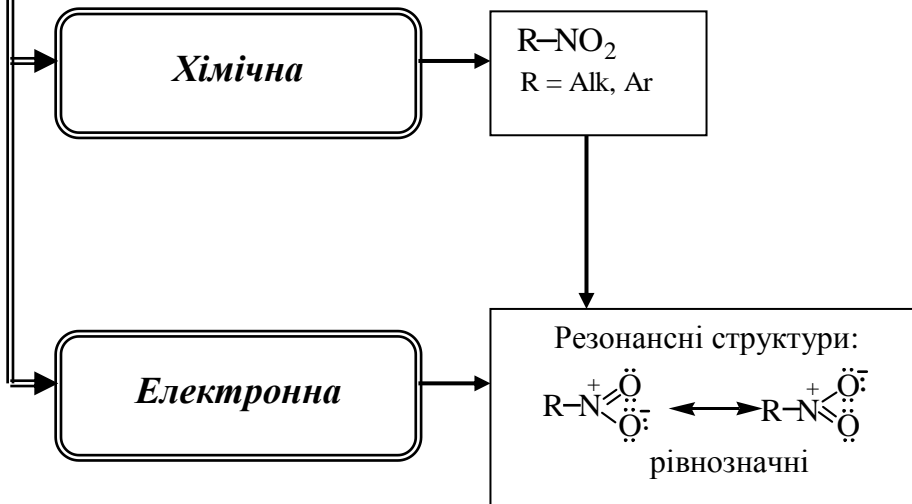 Хімічна
R–NO₂
R = Alk, Ar
Електронна
Резонансні структури:
R–N⁺(=O)O⁻ ⟷ R–N⁺(O⁻)=O
рівнозначні